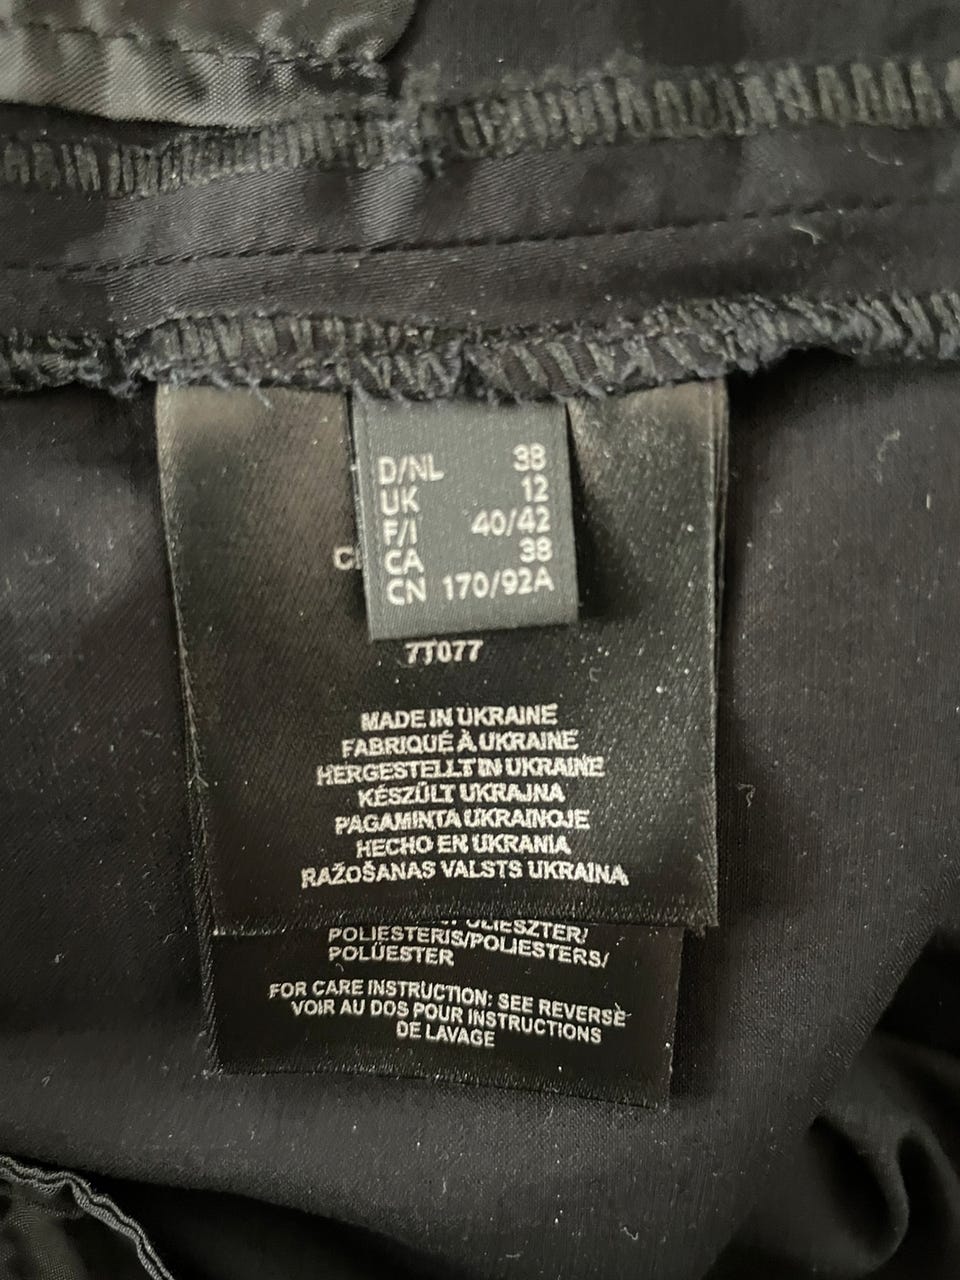 D/NL 38
UK 12
F/I 40/42
CA 38
CN 170/92A
7T077
MADE IN UKRAINE
FABRIQUÉ À UKRAINE
HERGESTELLT IN UKRAINE
KÉSZÜLT UKRAJNA
PAGAMINTA UKRAINOJE
HECHO EN UKRANIA
RAŽOŠANAS VALSTS UKRAINA
POLIESZTER/
POLIESTERIS/POLIESTERS/
POLÜESTER
FOR CARE INSTRUCTION: SEE REVERSE
VOIR AU DOS POUR INSTRUCTIONS
DE LAVAGE